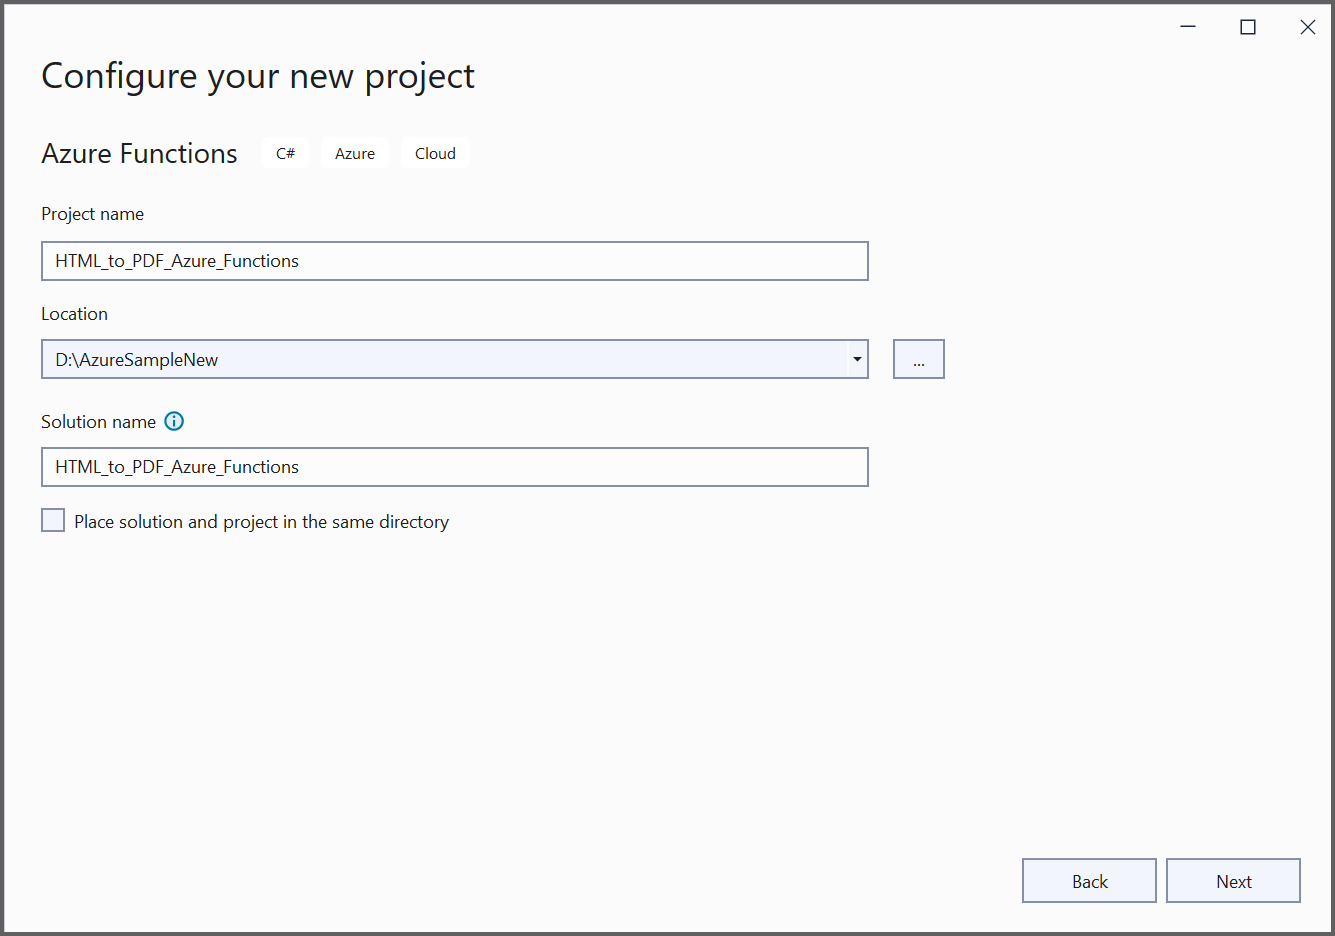 Configure your new project
Azure Functions C# Azure Cloud
Project name
HTML_to_PDF_Azure_Functions
Location
D:\AzureSampleNew ...
Solution name
HTML_to_PDF_Azure_Functions
Place solution and project in the same directory
Back Next